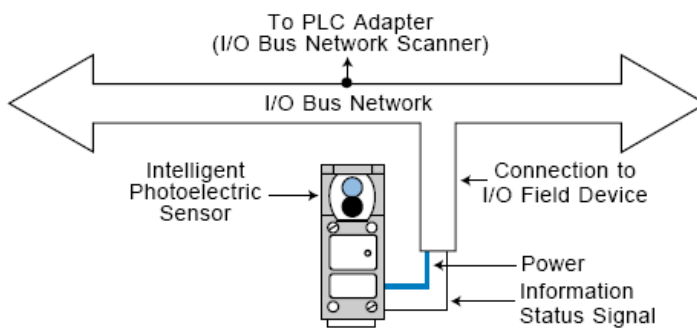 To PLC Adapter
(I/O Bus Network Scanner)
I/O Bus Network
Intelligent
Photoelectric
Sensor
Connection to
I/O Field Device
Power
Information
Status Signal